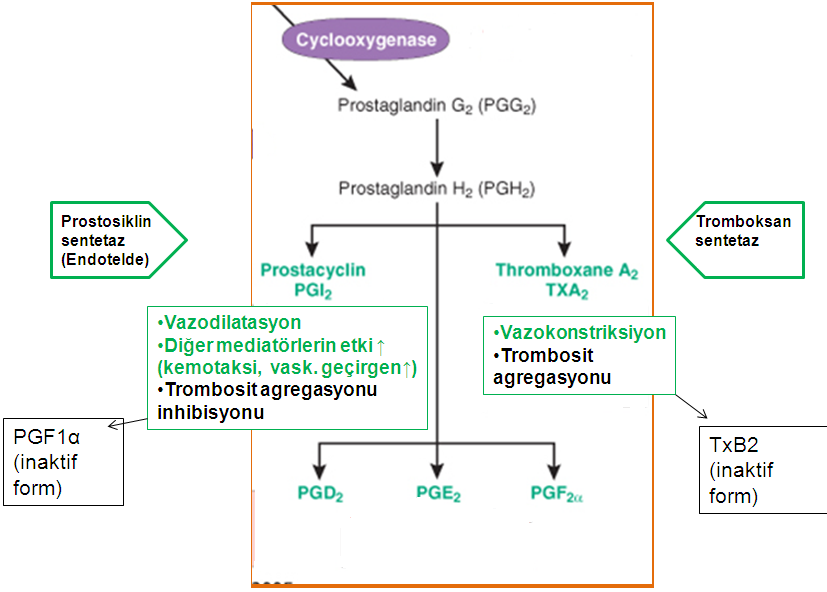 Cyclooxygenase
Prostaglandin G₂ (PGG₂)
Prostaglandin H₂ (PGH₂)
Prostosiklin
sentetaz
(Endotelde)
Tromboksan
sentetaz
Prostacyclin
PGI₂
Thromboxane A₂
TXA₂
•Vazodilatasyon
•Diğer mediatörlerin etki ↑
(kemotaksi, vask. geçirgen↑)
•Trombosit agregasyonu
inhibisyonu
•Vazokonstriksiyon
•Trombosit
agregasyonu
PGF1α
(inaktif
form)
TxB2
(inaktif
form)
PGD₂
PGE₂
PGF₂α